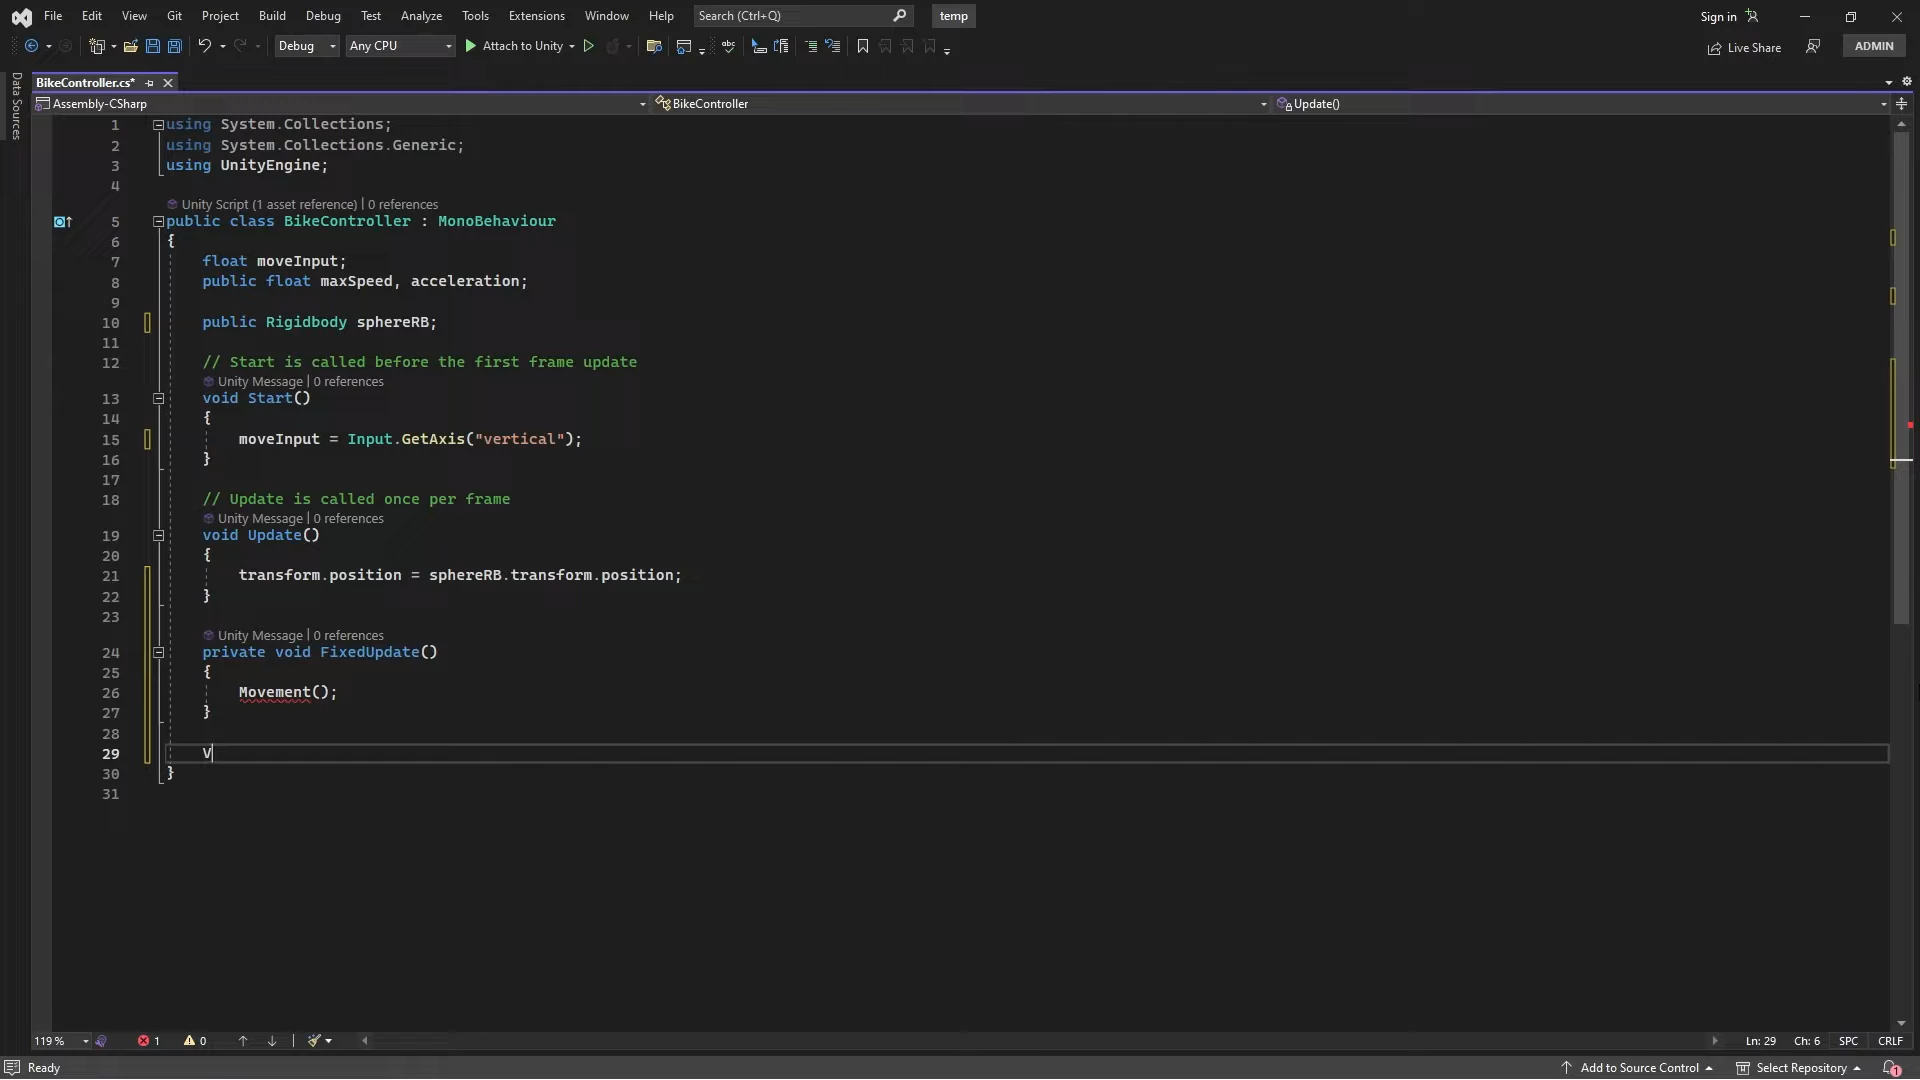 File Edit View Git Project Build Debug Test Analyze Tools Extensions Window Help Search (Ctrl+Q) temp Sign in
Debug Any CPU Attach to Unity abc Live Share ADMIN
Data Sources
BikeController.cs*
Assembly-CSharp BikeController Update()
1 using System.Collections;
2 using System.Collections.Generic;
3 using UnityEngine;
4
Unity Script (1 asset reference) | 0 references
5 public class BikeController : MonoBehaviour
6 {
7 float moveInput;
8 public float maxSpeed, acceleration;
9
10 public Rigidbody sphereRB;
11
12 // Start is called before the first frame update
Unity Message | 0 references
13 void Start()
14 {
15 moveInput = Input.GetAxis("vertical");
16 }
17
18 // Update is called once per frame
Unity Message | 0 references
19 void Update()
20 {
21 transform.position = sphereRB.transform.position;
22 }
23
Unity Message | 0 references
24 private void FixedUpdate()
25 {
26 Movement();
27 }
28
29 V
30 }
31
119 % 1 0 Ln: 29 Ch: 6 SPC CRLF
Ready Add to Source Control Select Repository 1